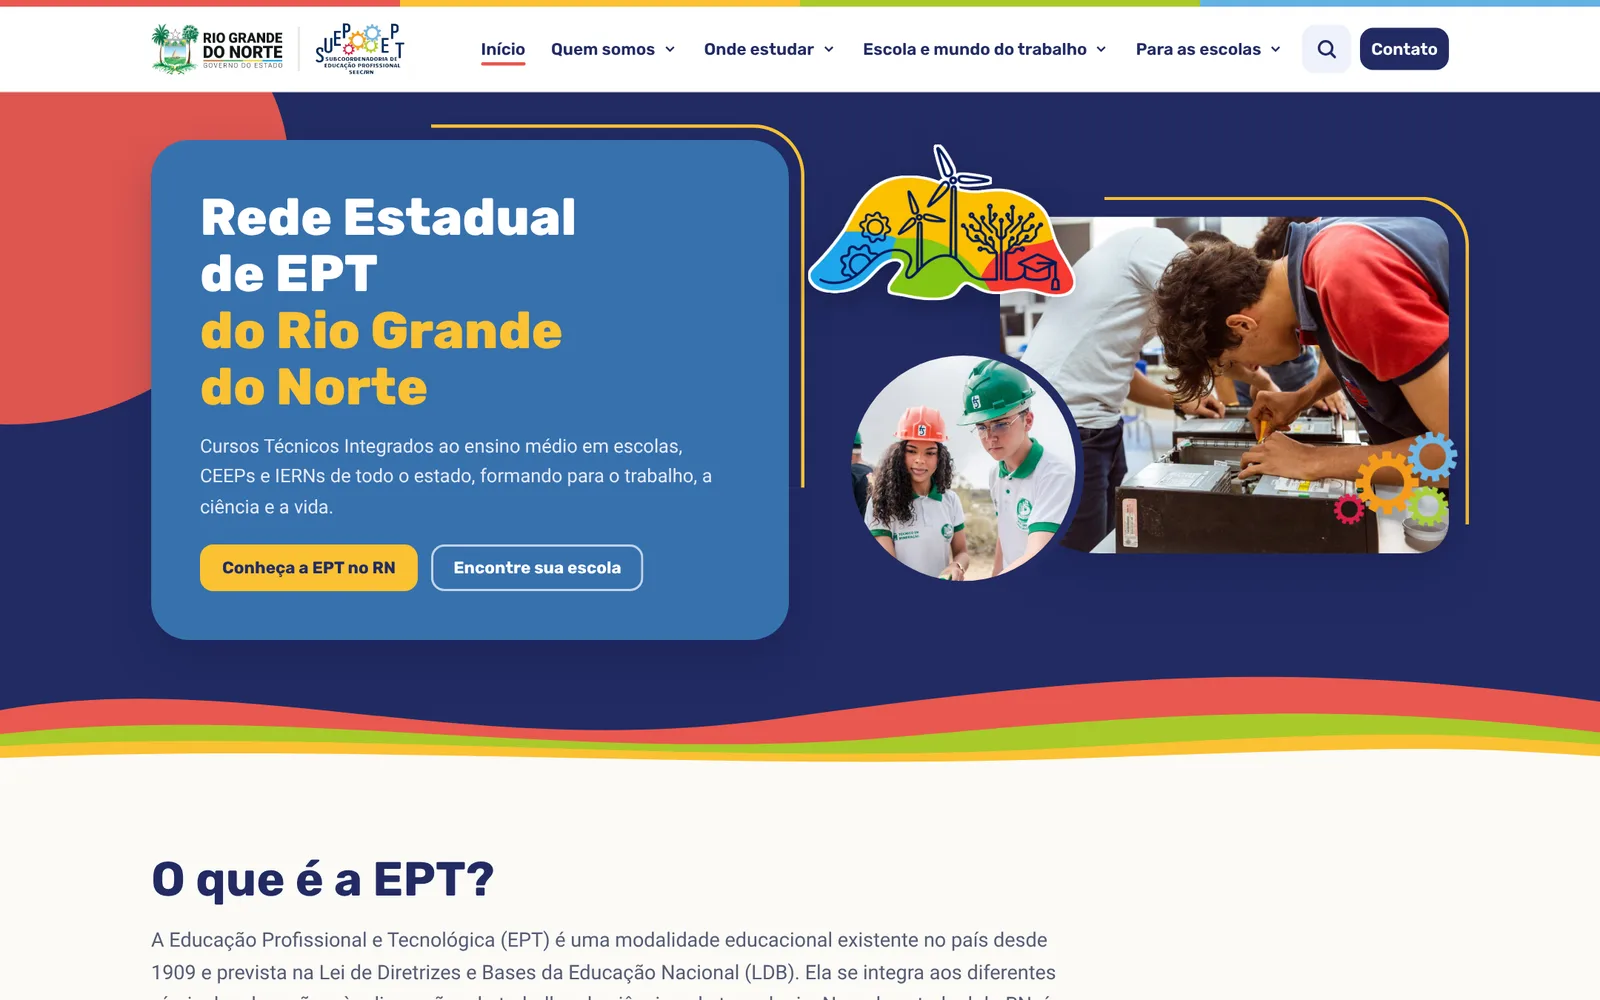 RIO GRANDE
DO NORTE
GOVERNO DO ESTADO
SUEP EPT
SUBCOORDENADORIA DE
EDUCAÇÃO PROFISSIONAL
SEEC/RN
Início
Quem somos
Onde estudar
Escola e mundo do trabalho
Para as escolas
Contato
Rede Estadual
de EPT
do Rio Grande
do Norte
Cursos Técnicos Integrados ao ensino médio em escolas,
CEEPs e IERNs de todo o estado, formando para o trabalho, a
ciência e a vida.
Conheça a EPT no RN
Encontre sua escola
O que é a EPT?
A Educação Profissional e Tecnológica (EPT) é uma modalidade educacional existente no país desde
1909 e prevista na Lei de Diretrizes e Bases da Educação Nacional (LDB). Ela se integra aos diferentes